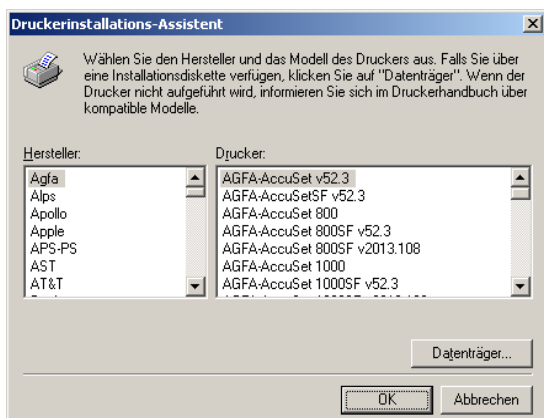 Druckerinstallations-Assistent
Wählen Sie den Hersteller und das Modell des Druckers aus. Falls Sie über
eine Installationsdiskette verfügen, klicken Sie auf "Datenträger". Wenn der
Drucker nicht aufgeführt wird, informieren Sie sich im Druckerhandbuch über
kompatible Modelle.
Hersteller:
Agfa
Alps
Apollo
Apple
APS-PS
AST
AT&T
Drucker:
AGFA-AccuSet v52.3
AGFA-AccuSetSF v52.3
AGFA-AccuSet 800
AGFA-AccuSet 800SF v52.3
AGFA-AccuSet 800SF v2013.108
AGFA-AccuSet 1000
AGFA-AccuSet 1000SF v52.3
Datenträger...
OK
Abbrechen